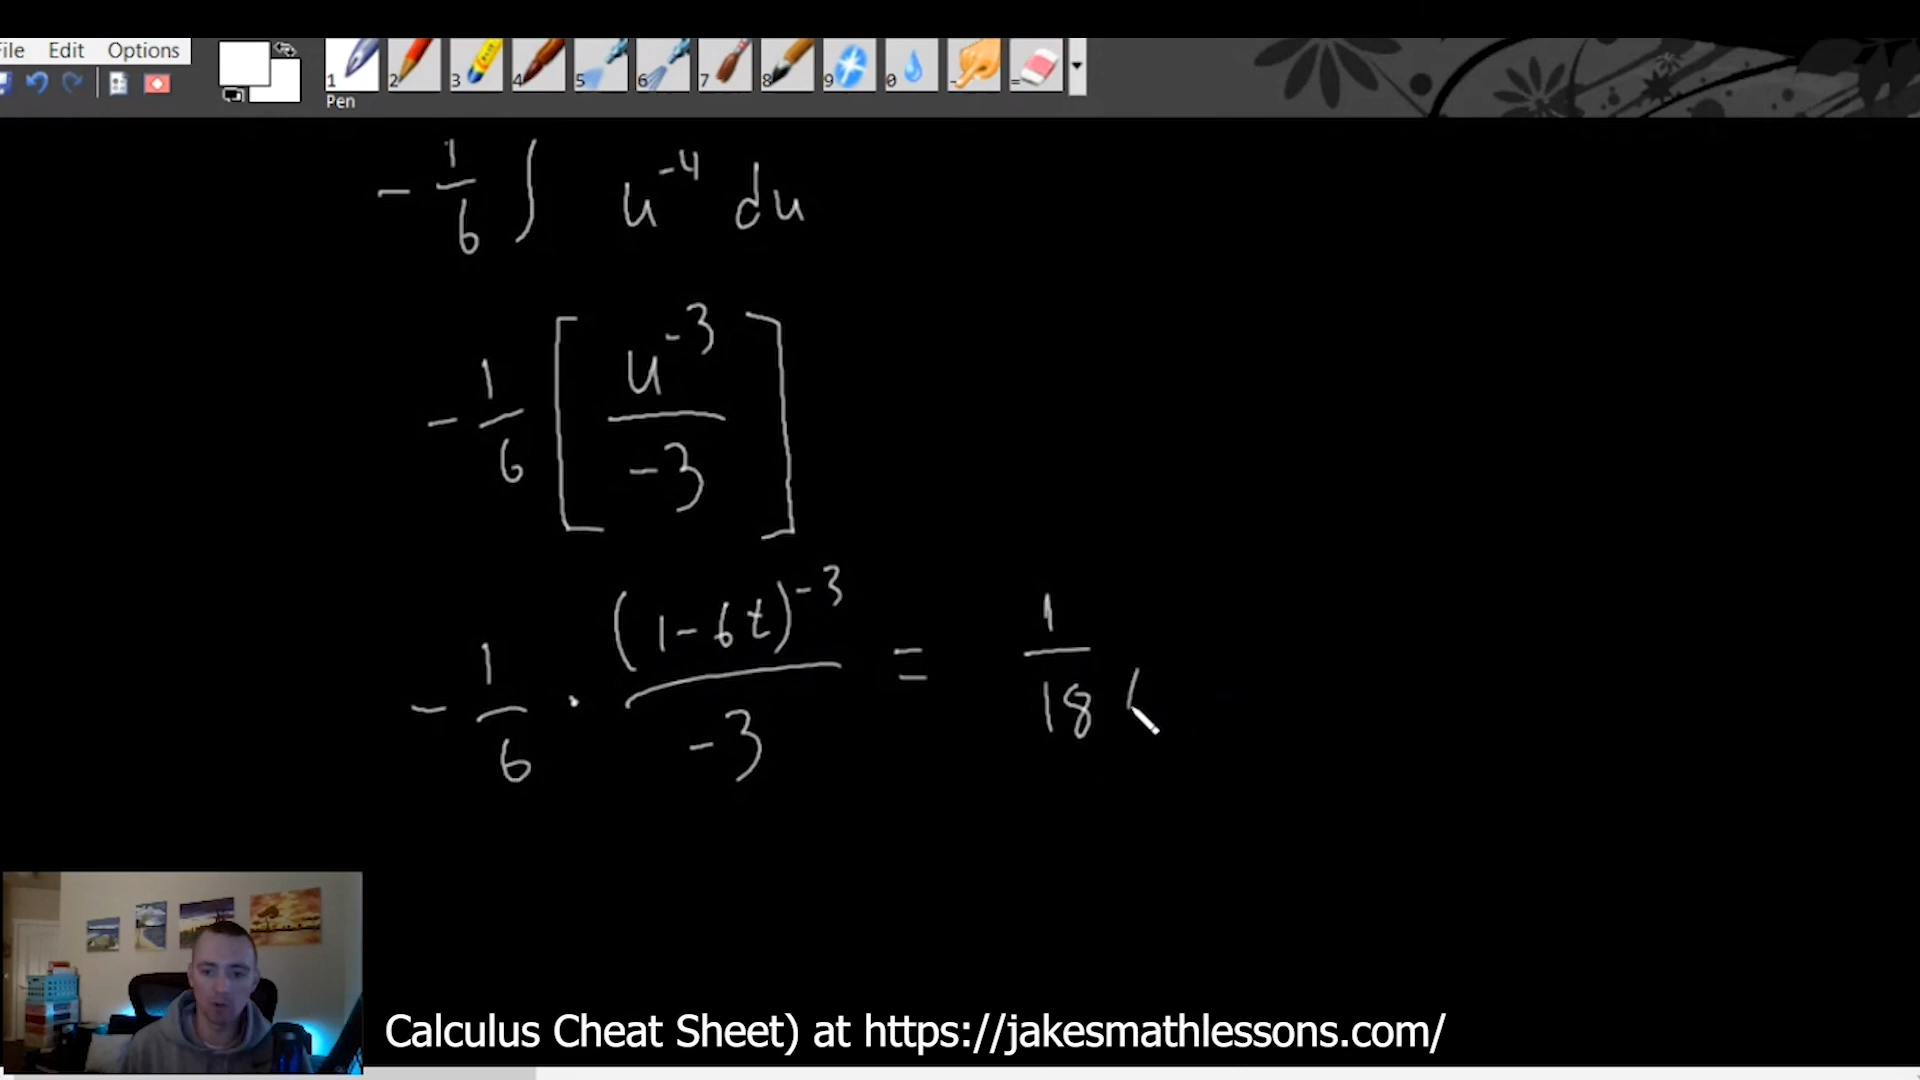 File Edit Options
1 2 3 4 5 6 7 8 9 0 - =
Pen
-1/6 ∫ u^-4 du
-1/6 [u^-3/-3]
-1/6 · (1-6t)^-3/-3 = 1/18 (
Calculus Cheat Sheet) at https://jakesmathlessons.com/